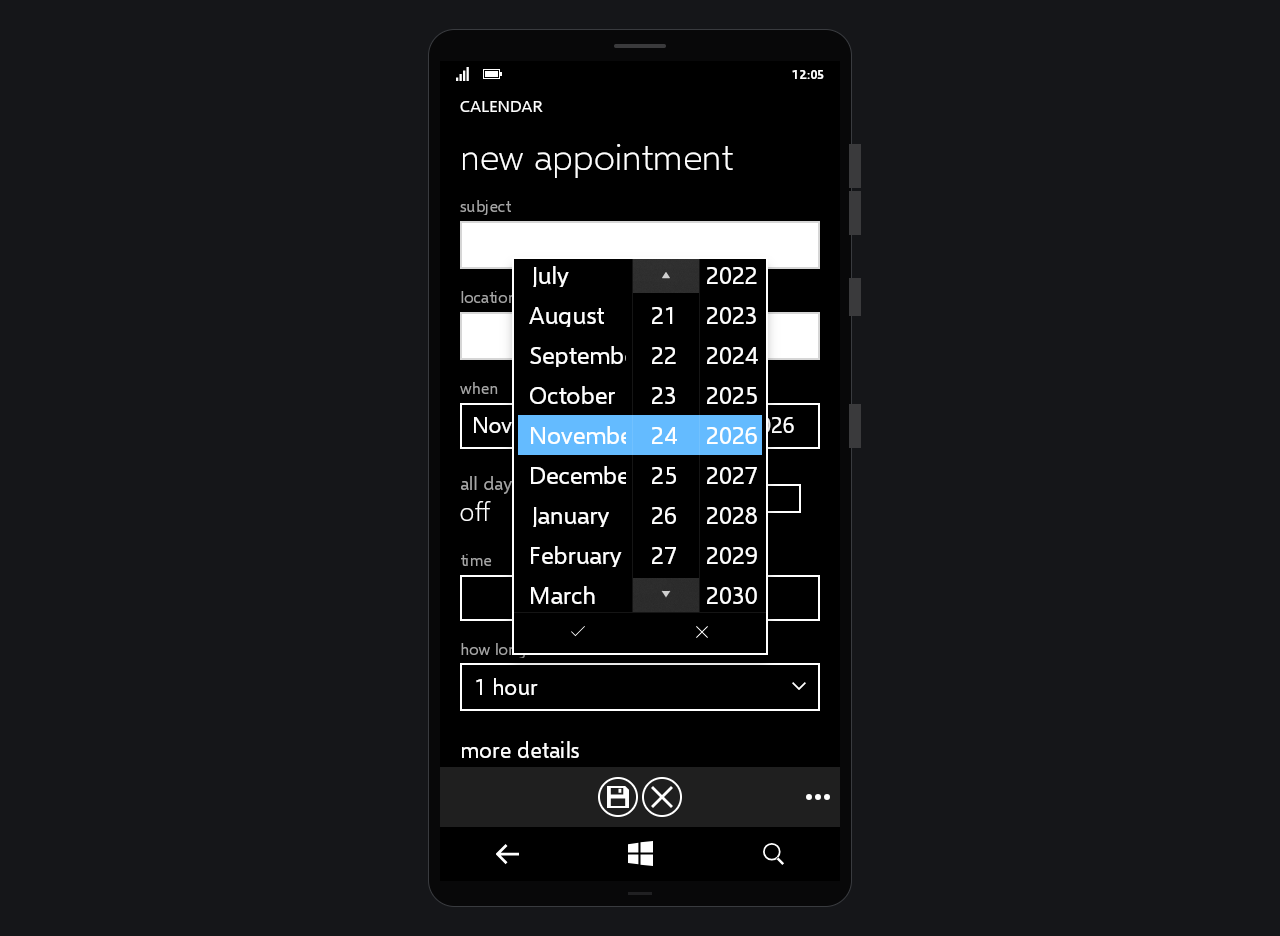 12:05
CALENDAR
new appointment
subject
location
when
Nov
026
all day
off
time
how long
1 hour
more details
July 2022
August 21 2023
Septemb 22 2024
October 23 2025
Novembe 24 2026
Decembe 25 2027
January 26 2028
February 27 2029
March 2030